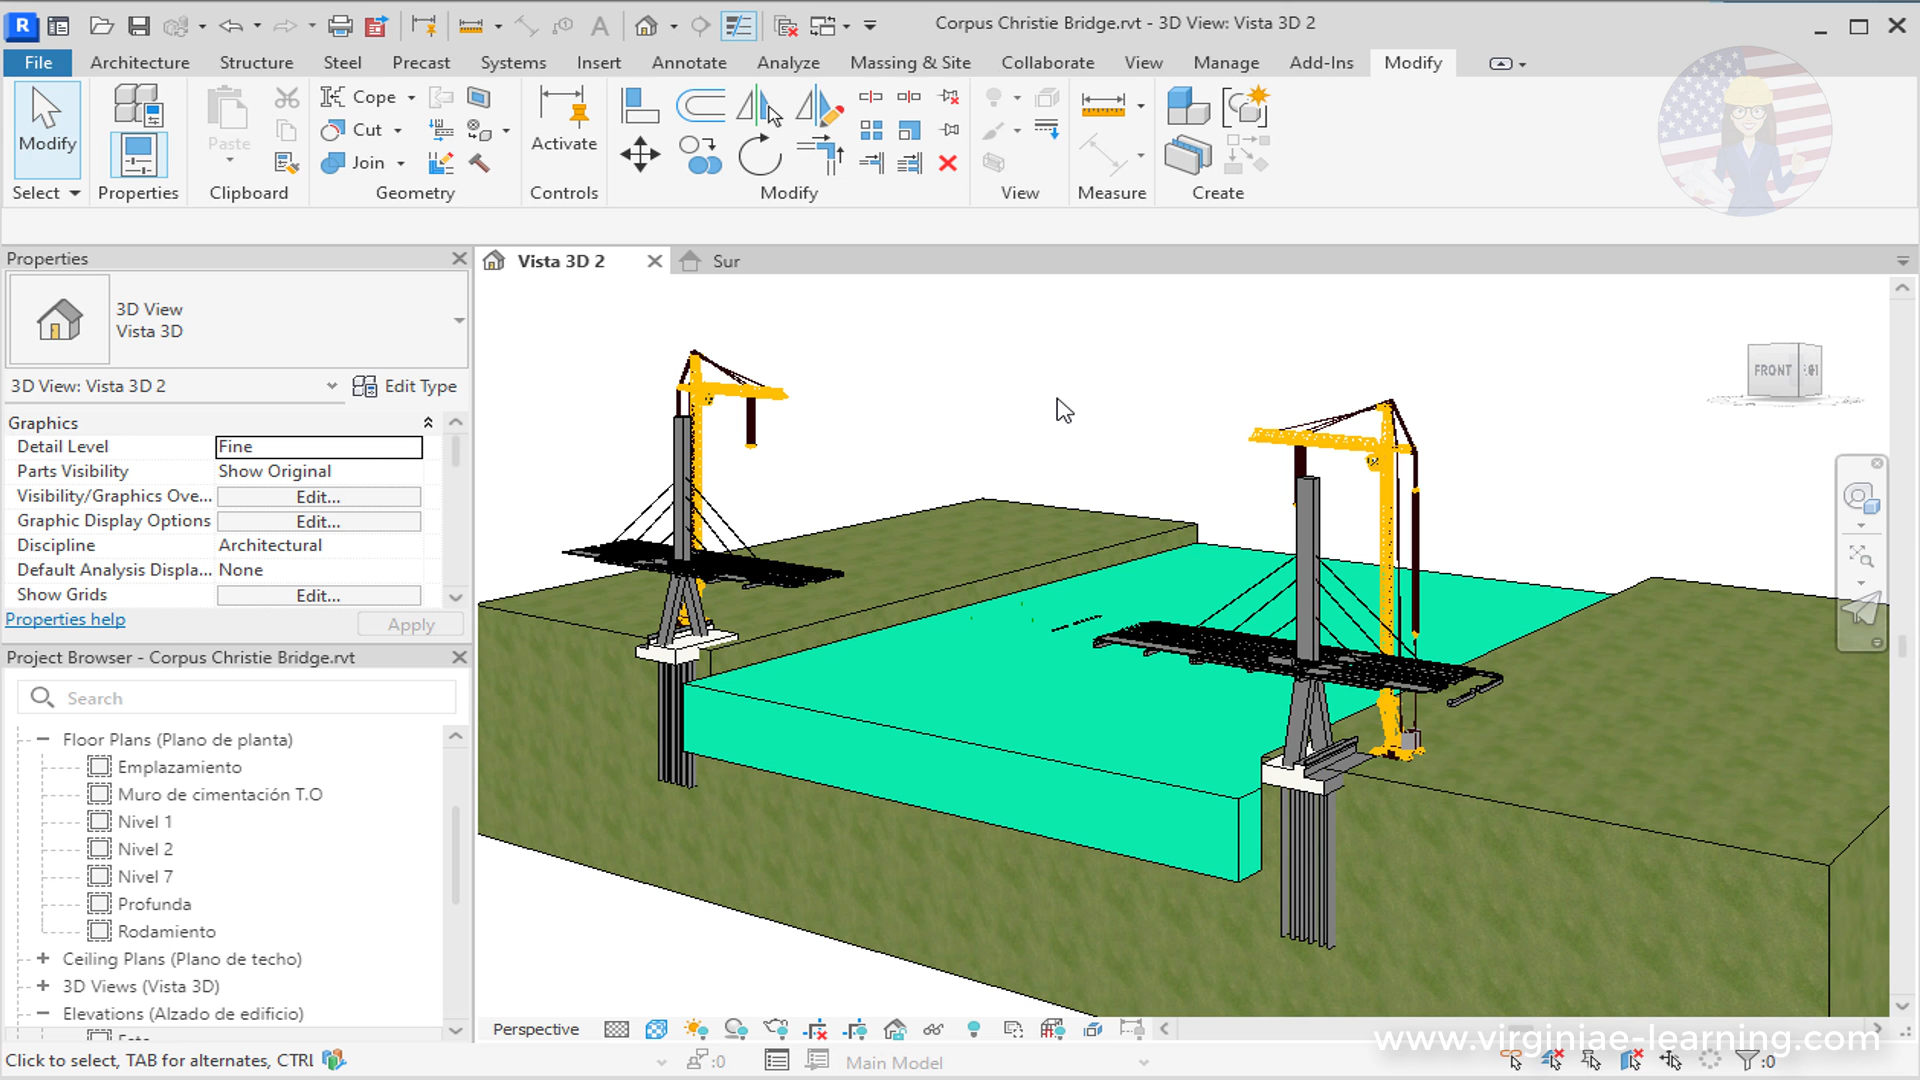 R
Corpus Christie Bridge.rvt - 3D View: Vista 3D 2
File Architecture Structure Steel Precast Systems Insert Annotate Analyze Massing & Site Collaborate View Manage Add-Ins Modify
Modify
Select
Properties
Paste
Clipboard
Cope
Cut
Join
Geometry
Activate
Controls
Modify
View
Measure
Create
Properties
3D View
Vista 3D
3D View: Vista 3D 2 Edit Type
Graphics
Detail Level Fine
Parts Visibility Show Original
Visibility/Graphics Ove... Edit...
Graphic Display Options Edit...
Discipline Architectural
Default Analysis Displa... None
Show Grids Edit...
Properties help Apply
Project Browser - Corpus Christie Bridge.rvt
Search
Floor Plans (Plano de planta)
Emplazamiento
Muro de cimentación T.O
Nivel 1
Nivel 2
Nivel 7
Profunda
Rodamiento
Ceiling Plans (Plano de techo)
3D Views (Vista 3D)
Elevations (Alzado de edificio)
Vista 3D 2 Sur
FRONT
Perspective
www.virginiae-learning.com
Click to select, TAB for alternates, CTRL
:0
Main Model
:0